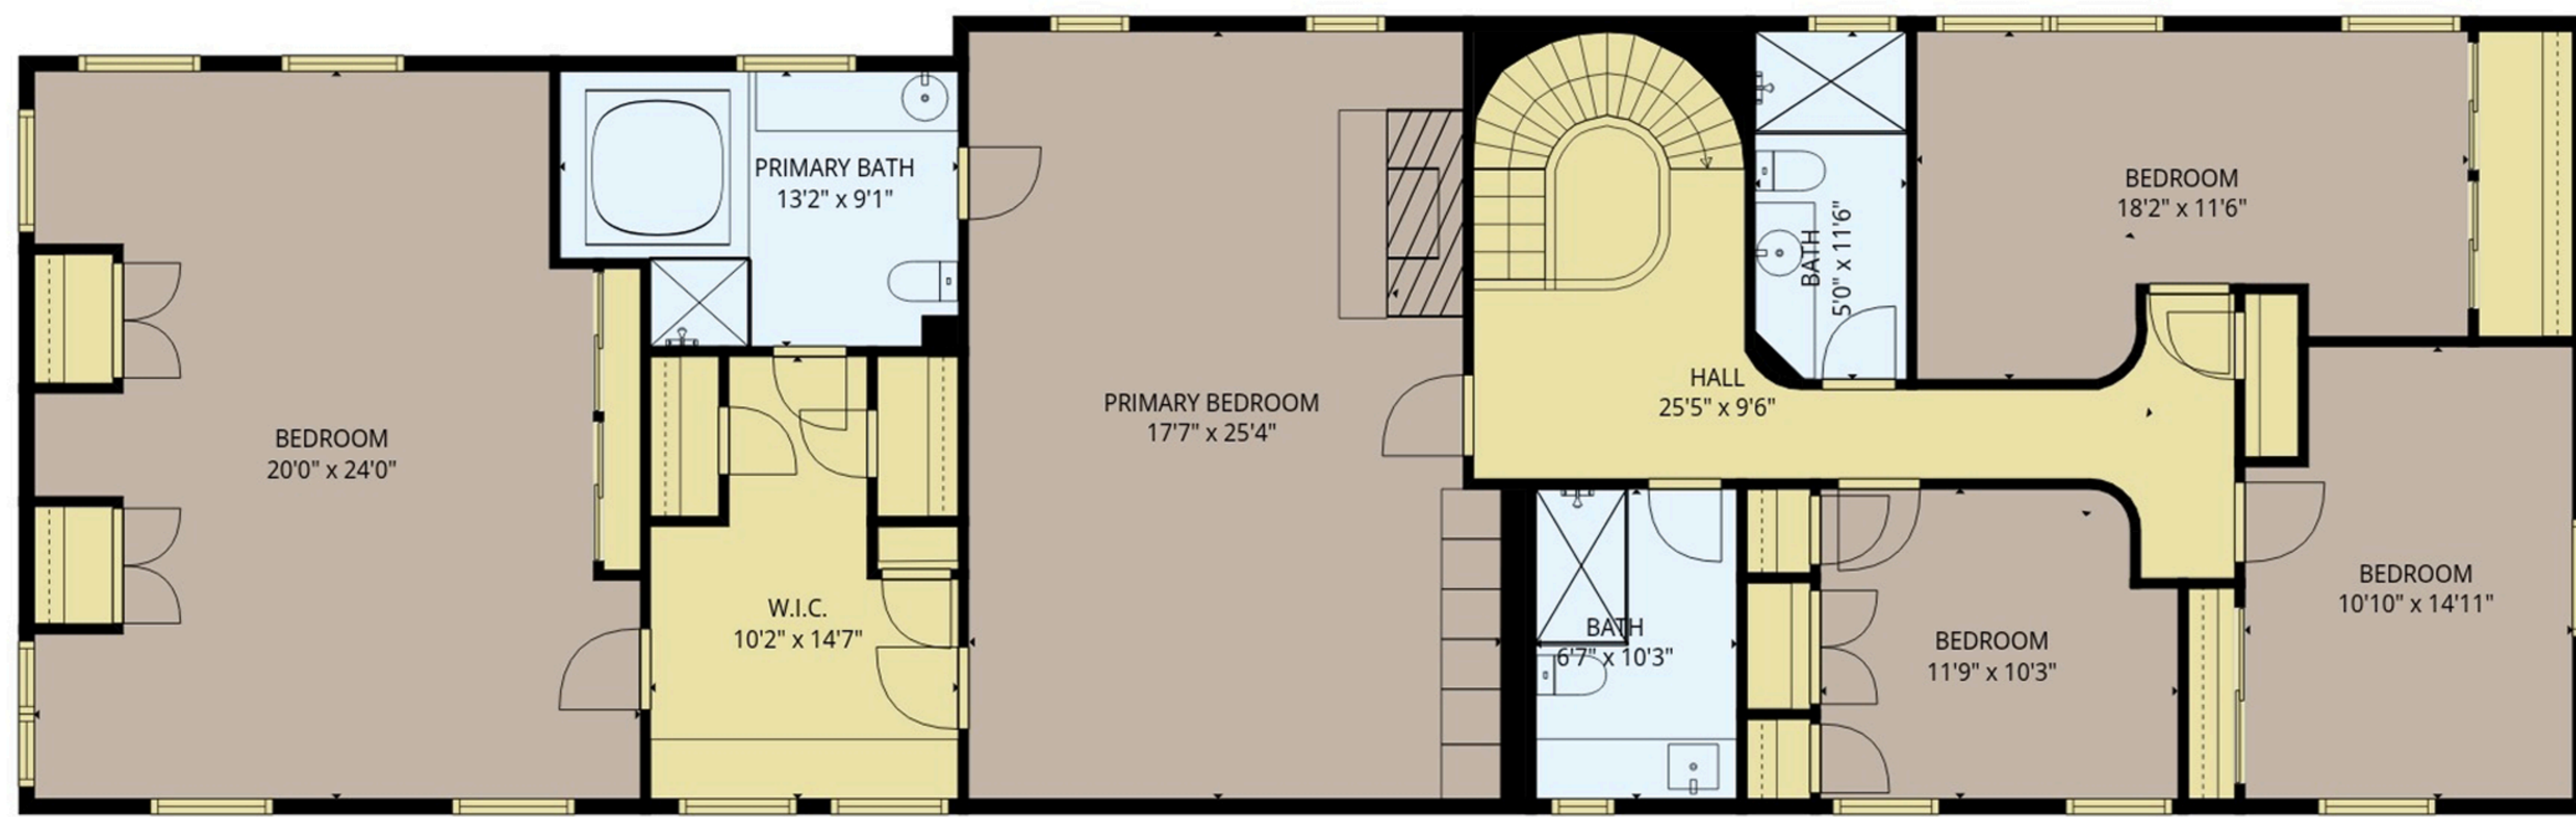 PRIMARY BATH
13'2" x 9'1"
BEDROOM
20'0" x 24'0"
W.I.C.
10'2" x 14'7"
PRIMARY BEDROOM
17'7" x 25'4"
HALL
25'5" x 9'6"
BATH
5'0" x 11'6"
BEDROOM
18'2" x 11'6"
BATH
6'7" x 10'3"
BEDROOM
11'9" x 10'3"
BEDROOM
10'10" x 14'11"